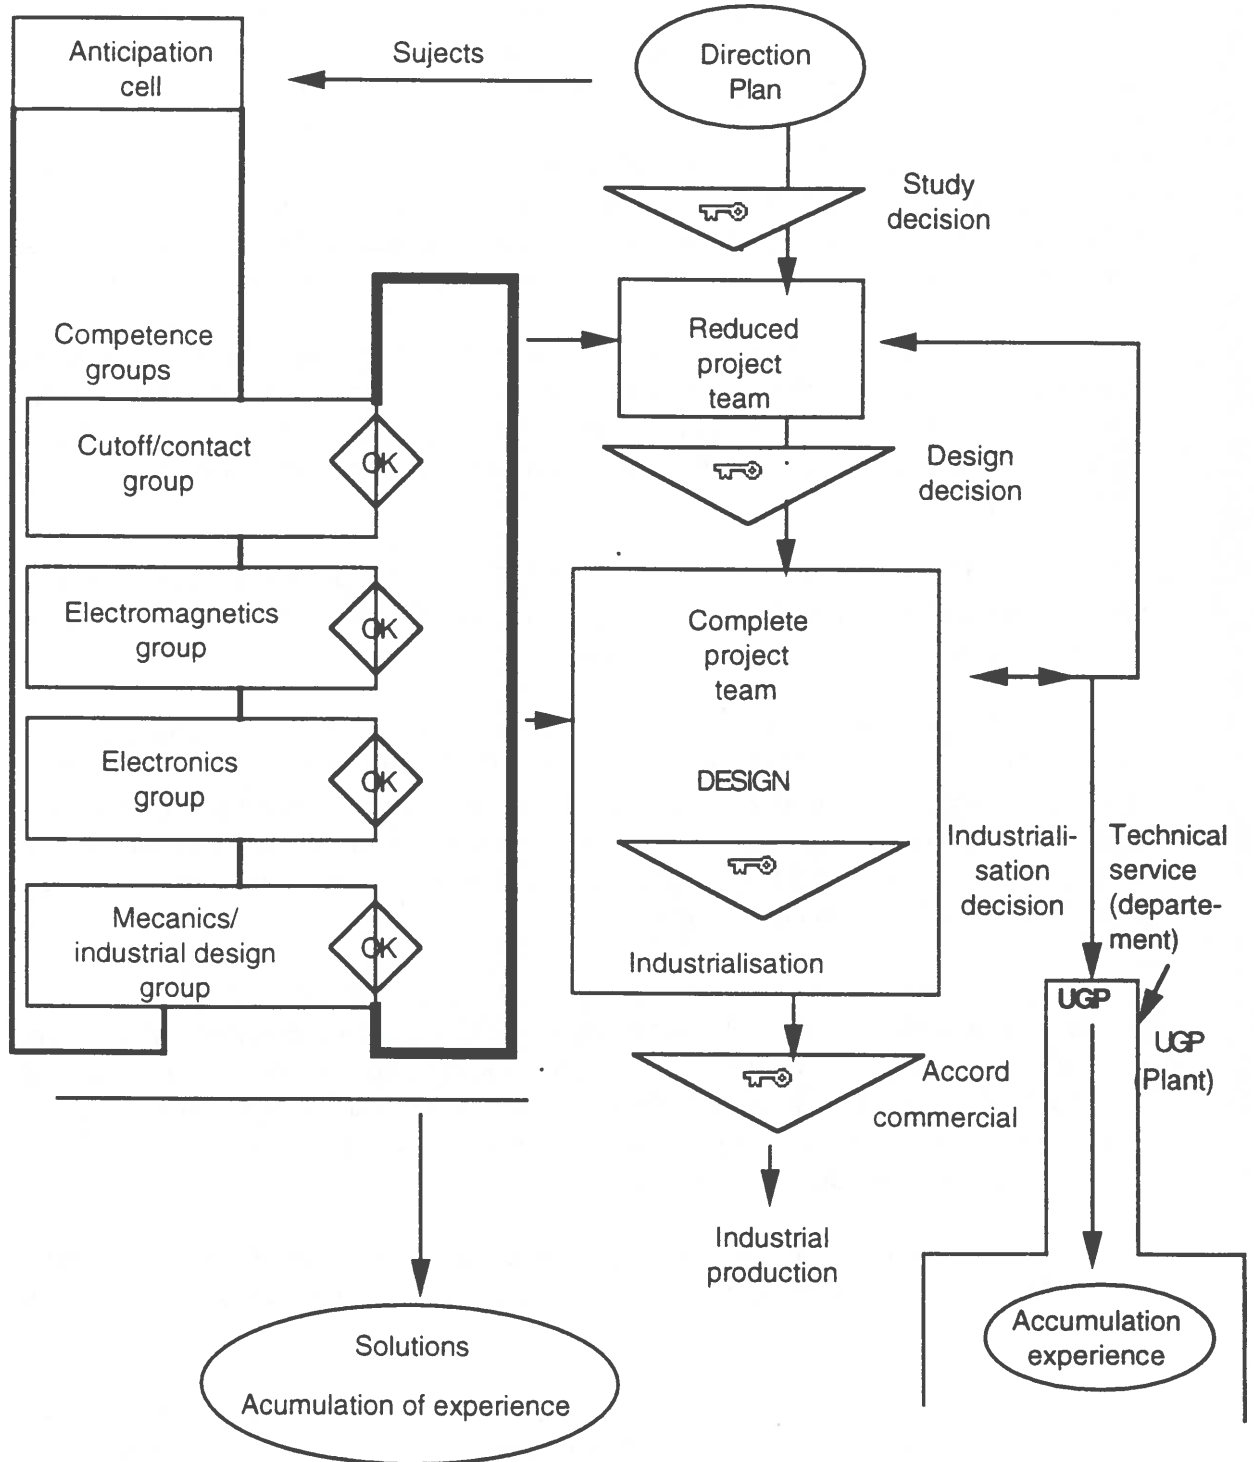 Anticipation
cell
Sujects
Direction
Plan
Study
decision
Competence
groups
Reduced
project
team
Cutoff/contact
group
OK
Design
decision
Electromagnetics
group
OK
Complete
project
team
Electronics
group
OK
DESIGN
Industriali-
sation
decision
Technical
service
(departe-
ment)
Mecanics/
industrial design
group
OK
Industrialisation
UGP
UGP
(Plant)
Accord
commercial
Industrial
production
Solutions
Acumulation of experience
Accumulation
experience